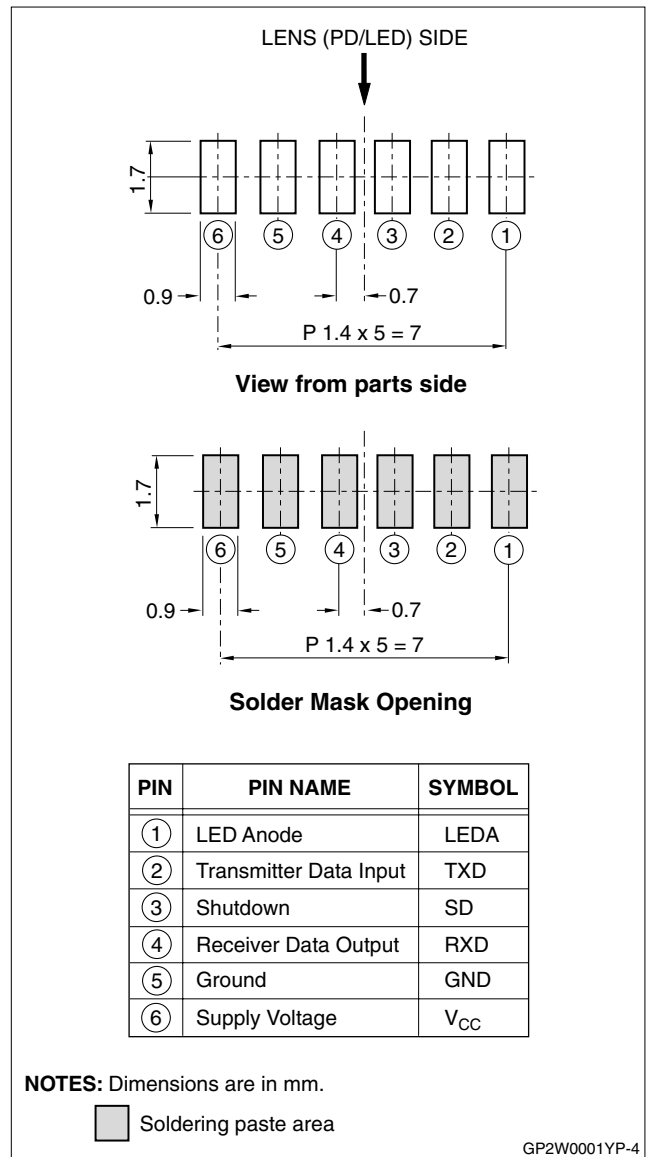 LENS (PD/LED) SIDE
1.7
⑥ ⑤ ④ ③ ② ①
0.9 0.7
P 1.4 x 5 = 7
View from parts side
1.7
⑥ ⑤ ④ ③ ② ①
0.9 0.7
P 1.4 x 5 = 7
Solder Mask Opening
PIN PIN NAME SYMBOL
① LED Anode LEDA
② Transmitter Data Input TXD
③ Shutdown SD
④ Receiver Data Output RXD
⑤ Ground GND
⑥ Supply Voltage VCC
NOTES: Dimensions are in mm.
Soldering paste area
GP2W0001YP-4